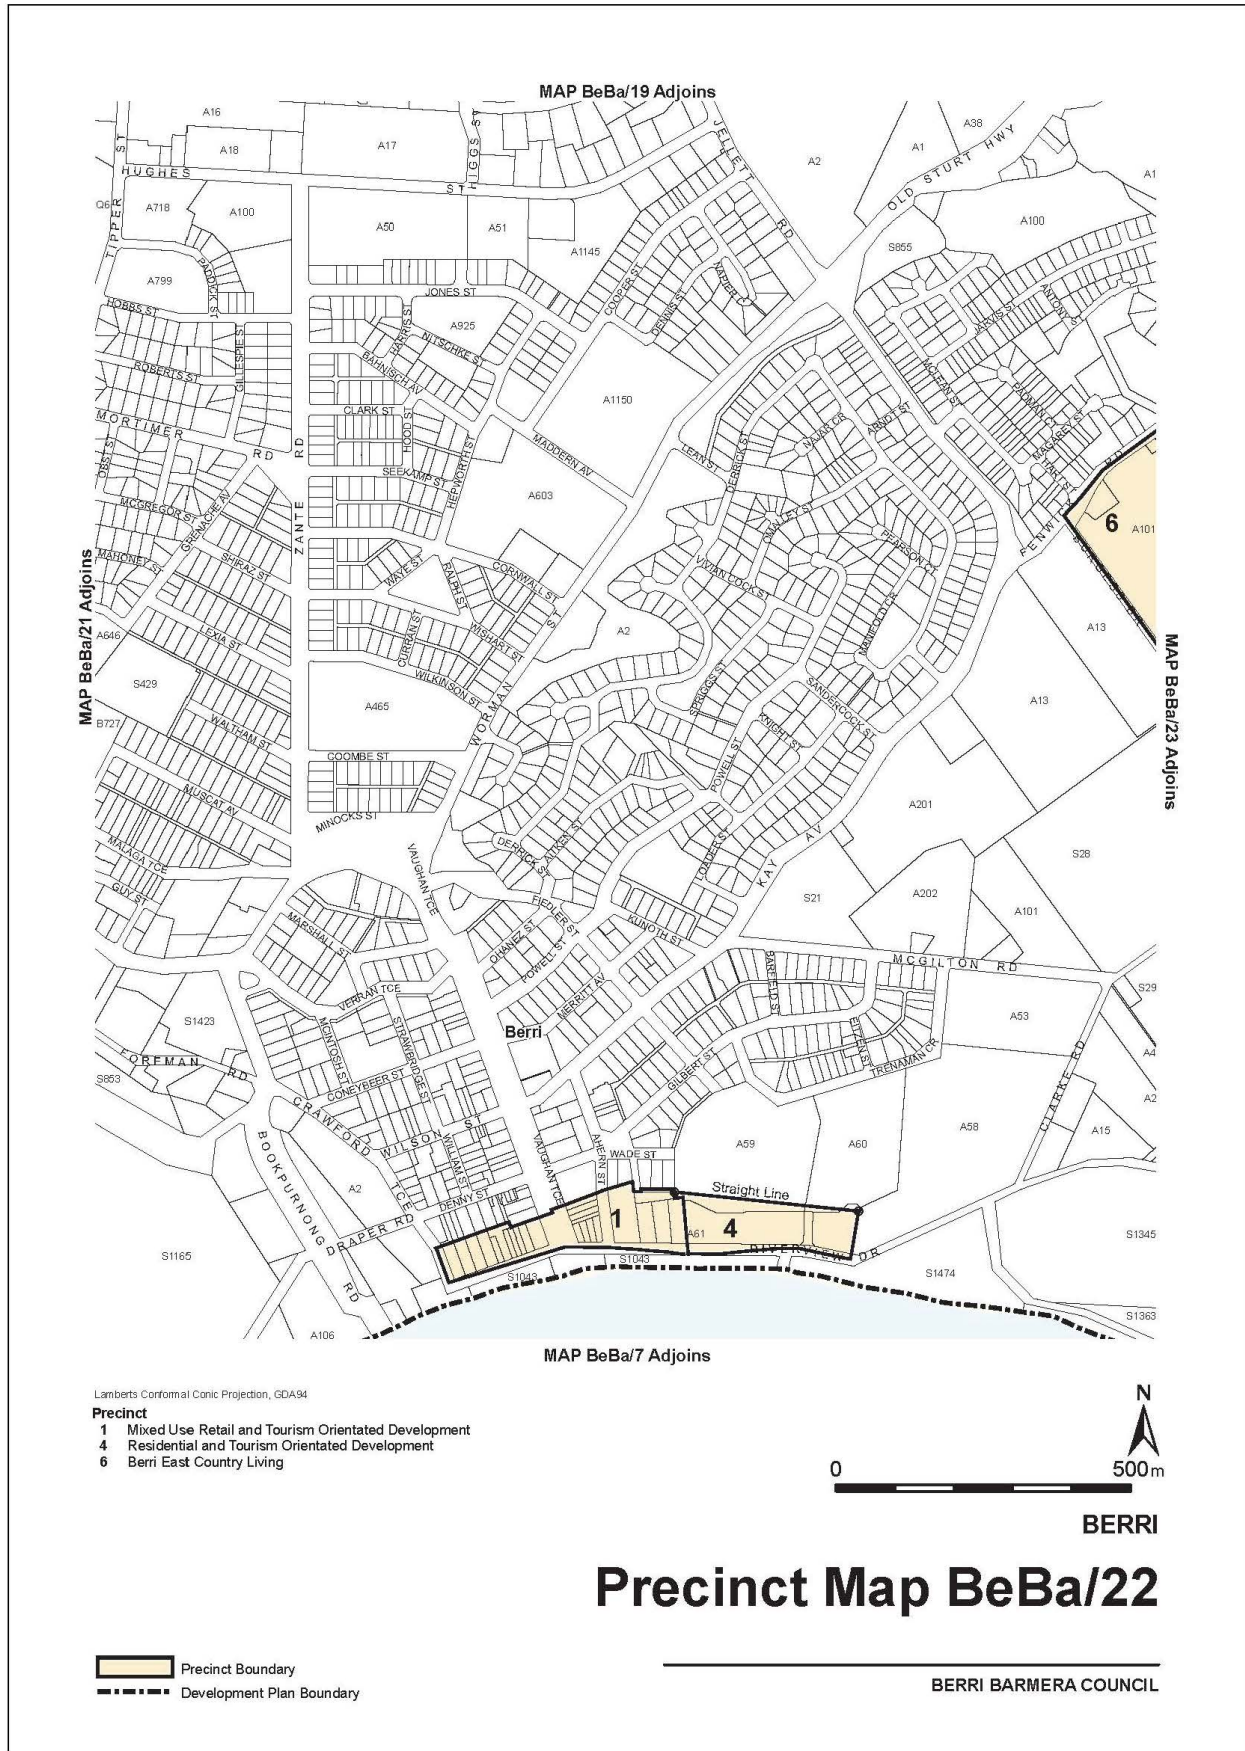 MAP BeBa/19 Adjoins
A16
A18
A17
HIGGS ST
JELLETT RD
A2
A1
A38
OLD STURT HWY
A1
HUGHES ST
TIPPER ST
Q6
A718
A100
A50
A51
A1145
S855
A100
A799
PADDICK ST
HOBBS ST
JONES ST
COOPER ST
DENNIS ST
NAPIER
JARVIS ST
ANTONY ST
A925
HARRIS ST
NITSCHKE ST
BAHNISCH AV
GILLESPIE ST
ROBERTS ST
MCLEAN ST
PADMAN CT
MAGAREY ST
HART ST
A1150
CLARK ST
HOOD ST
MORTIMER RD
MADDERN AV
LEAN ST
DERRICK ST
NAJAR CR
ARNDT ST
OBST ST
SEEKAMP ST
HEPWORTH ST
ZANTE RD
A603
MCGREGOR ST
GRENACHE AV
OMALLEY ST
PEARSON CT
FENWICK RD
6
A101
MAHONEY ST
SHIRAZ ST
WAYE ST
RALPH ST
CORNWALL ST
VIVIAN COCK ST
MANIFOLD CR
MAP BeBa/21 Adjoins
A646
LEXIA ST
CURRAN ST
WISHART ST
A2
A13
S429
WILKINSON ST
SPRIGGS ST
SANDERCOCK ST
A13
MAP BeBa/23 Adjoins
B727
WALTHAM ST
A465
WORMAN ST
KNIGHT ST
POWELL ST
COOMBE ST
MUSCAT AV
MINOCKS ST
A201
MALAGA TCE
VAUGHAN TCE
DERRICK ST
AITKEN ST
LOADER ST
KAY AV
S28
GUY ST
S21
A202
A101
MARSHALL ST
FIEDLER ST
OHANEZ ST
POWELL ST
KUNOTH ST
MCGILTON RD
VERRAN TCE
MERRITT AV
BARFIELD ST
S29
S1423
MCINTOSH ST
STRAWBRIDGE ST
Berri
EITZEN ST
A53
FOREMAN RD
A4
S853
CONEYBEER ST
GILBERT ST
TRENAMAN CR
CLARKE RD
A2
CRAWFORD TCE
WILSON ST
A58
A15
BOOKPURNONG RD
WILLIAM ST
VAUGHAN TCE
AHERN ST
WADE ST
A59
A60
A2
DENNY ST
Straight Line
DRAPER RD
1
A61
4
RIVERVIEW DR
S1165
S1043
S1043
S1474
S1345
S1363
A106
MAP BeBa/7 Adjoins
Lamberts Conformal Conic Projection, GDA94
Precinct
1 Mixed Use Retail and Tourism Orientated Development
4 Residential and Tourism Orientated Development
6 Berri East Country Living
N
0 500m
BERRI
Precinct Map BeBa/22
Precinct Boundary
Development Plan Boundary
BERRI BARMERA COUNCIL